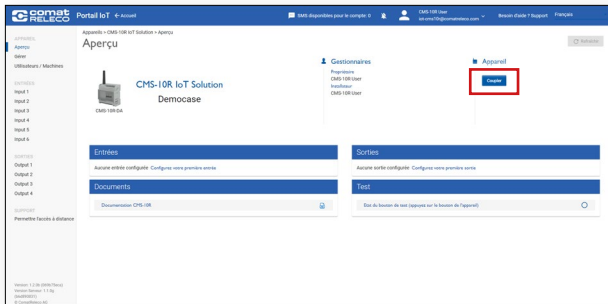 comat RELECO
Portail IoT
Accueil
SMS disponibles pour le compte: 0
CMS-10R User
Besoin d'aide ? Support
Français
Appareils > CMS-10R IoT Solution > Aperçu
Aperçu
Rafraîchir
APPAREIL
Aperçu
Gérer
Utilisateurs / Machines
ENTRÉES
Input 1
Input 2
Input 3
Input 4
Input 5
Input 6
SORTIES
Output 1
Output 2
Output 3
Output 4
SUPPORT
Permettre l'accès à distance
CMS-10R IoT Solution
Democase
CMS-10R/DA
Gestionnaires
Propriétaire
CMS-10R User
Installateur
CMS-10R User
Appareil
Coupler
Entrées
Aucune entrée configurée Configurez votre première entrée
Sorties
Aucune sortie configurée Configurez votre première sortie
Documents
Documentation CMS-10R
Test
Etat du bouton de test (appuyez sur le bouton de l'appareil)
© ComatReleco AG